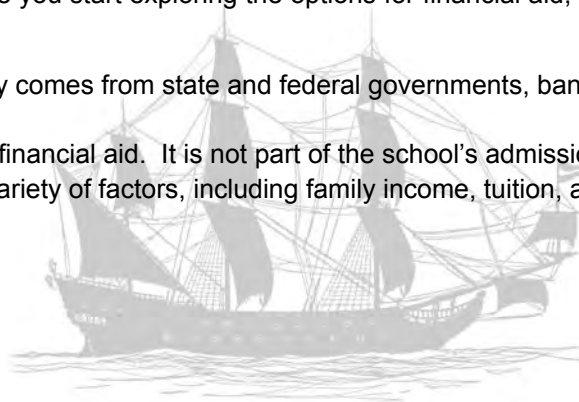 you start exploring the options for financial aid,
comes from state and federal governments, ban
financial aid. It is not part of the school's admissi
ariety of factors, including family income, tuition, a